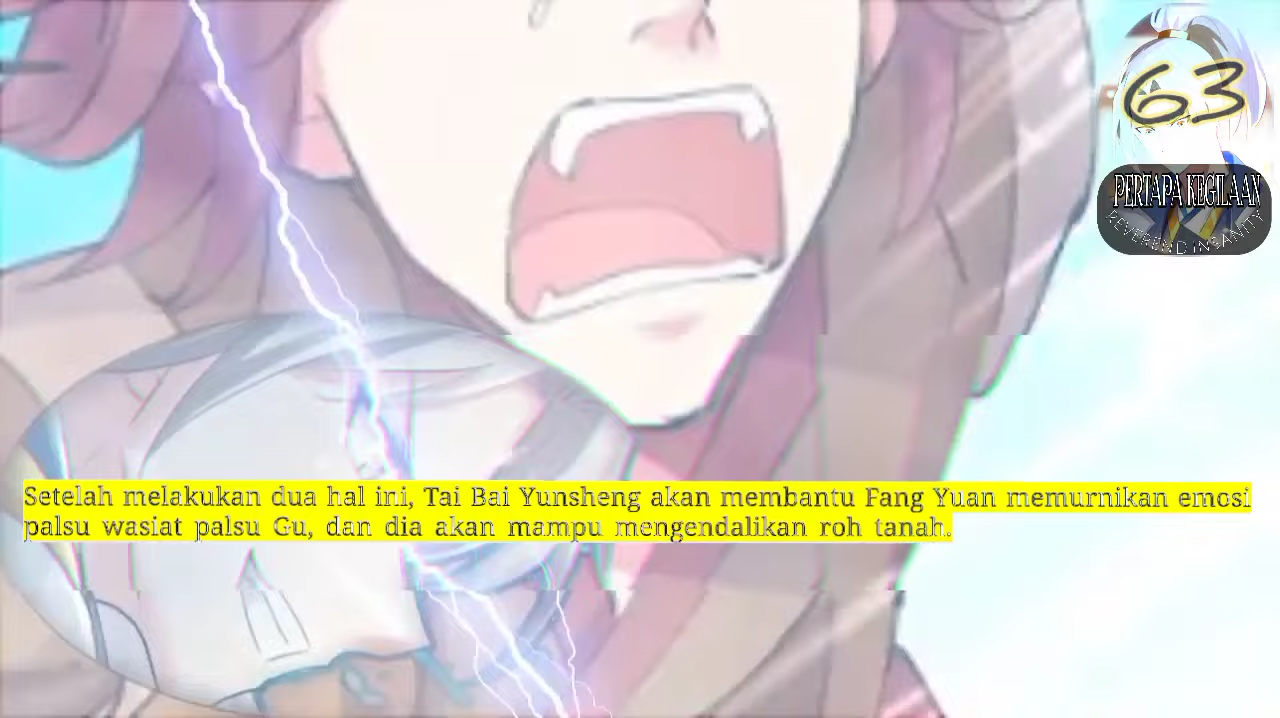 63
PERTAPA KEGILAAN
REVEREND INSANITY
Setelah melakukan dua hal ini, Tai Bai Yunsheng akan membantu Fang Yuan memurnikan emosi
palsu wasiat palsu Gu, dan dia akan mampu mengendalikan roh tanah.